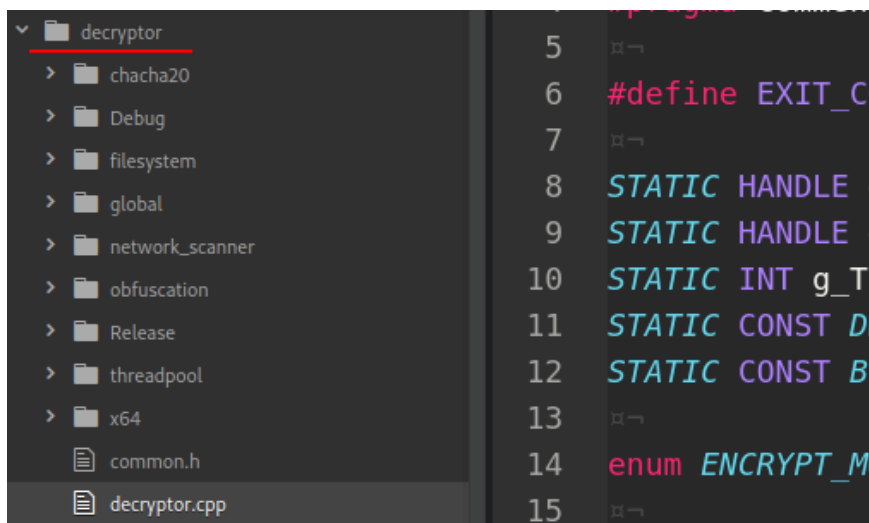 decryptor
chacha20
Debug
filesystem
global
network_scanner
obfuscation
Release
threadpool
x64
common.h
decryptor.cpp
5
6 #define EXIT_C
7
8 STATIC HANDLE
9 STATIC HANDLE
10 STATIC INT g_T
11 STATIC CONST D
12 STATIC CONST B
13
14 enum ENCRYPT_M
15